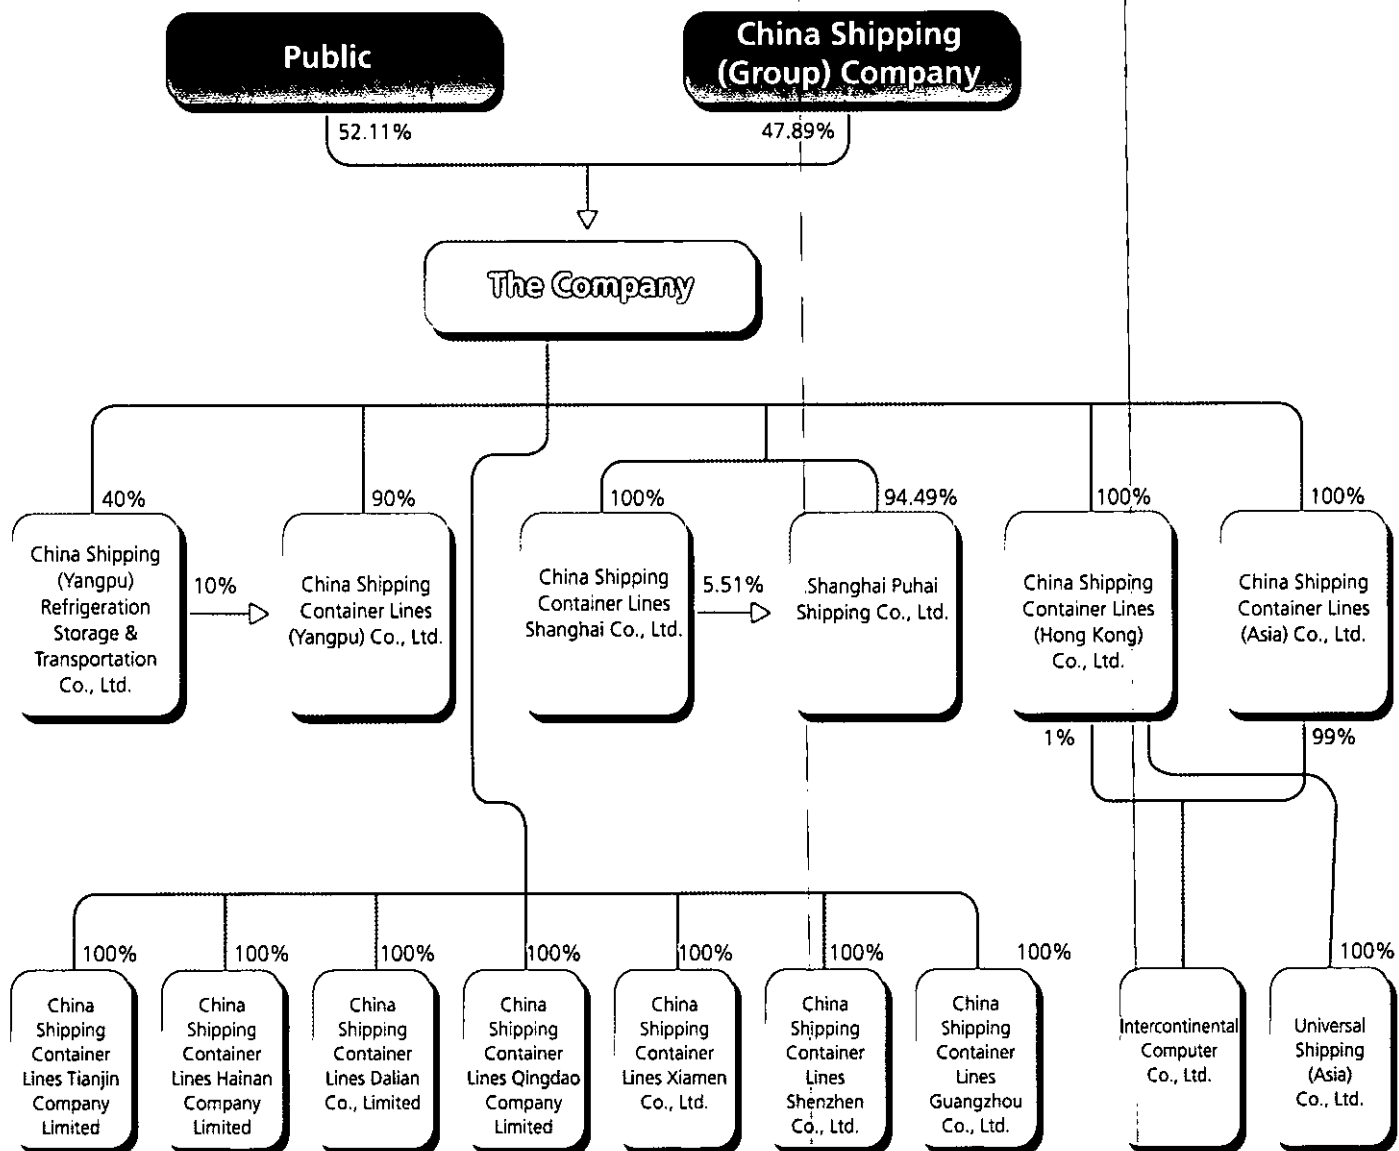 Public
China Shipping
(Group) Company
52.11%
47.89%
The Company
40%
90%
100%
94.49%
100%
100%
China Shipping
(Yangpu)
Refrigeration
Storage &
Transportation
Co., Ltd.
10%
China Shipping
Container Lines
(Yangpu) Co., Ltd.
China Shipping
Container Lines
Shanghai Co., Ltd.
5.51%
Shanghai Puhai
Shipping Co., Ltd.
China Shipping
Container Lines
(Hong Kong)
Co., Ltd.
China Shipping
Container Lines
(Asia) Co., Ltd.
1%
99%
100%
100%
100%
100%
100%
100%
100%
100%
China
Shipping
Container
Lines Tianjin
Company
Limited
China
Shipping
Container
Lines Hainan
Company
Limited
China
Shipping
Container
Lines Dalian
Co., Limited
China
Shipping
Container
Lines Qingdao
Company
Limited
China
Shipping
Container
Lines Xiamen
Co., Ltd.
China
Shipping
Container
Lines
Shenzhen
Co., Ltd.
China
Shipping
Container
Lines
Guangzhou
Co., Ltd.
Intercontinental
Computer
Co., Ltd.
Universal
Shipping
(Asia)
Co., Ltd.